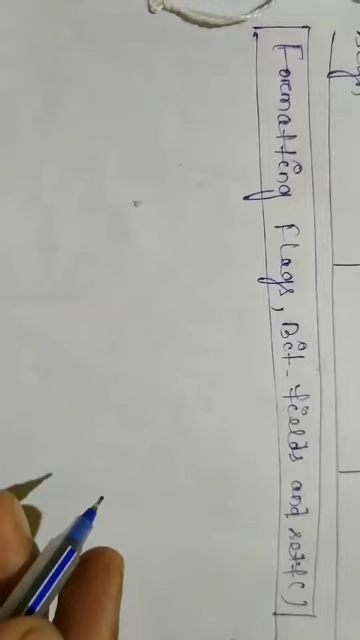 Formatting Flags, Bit-fields and setf()